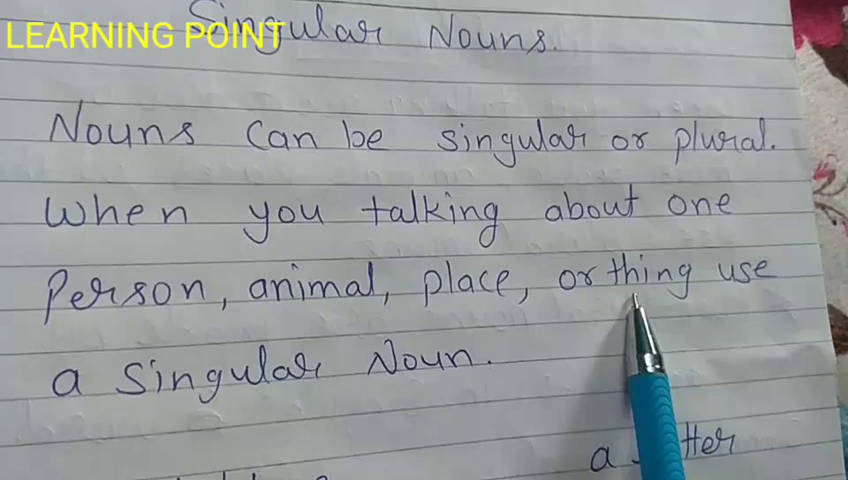 LEARNING POINT
Singular Nouns.
Nouns can be singular or plural.
When you talking about one
Person, animal, place, or thing use
a Singular Noun.
a